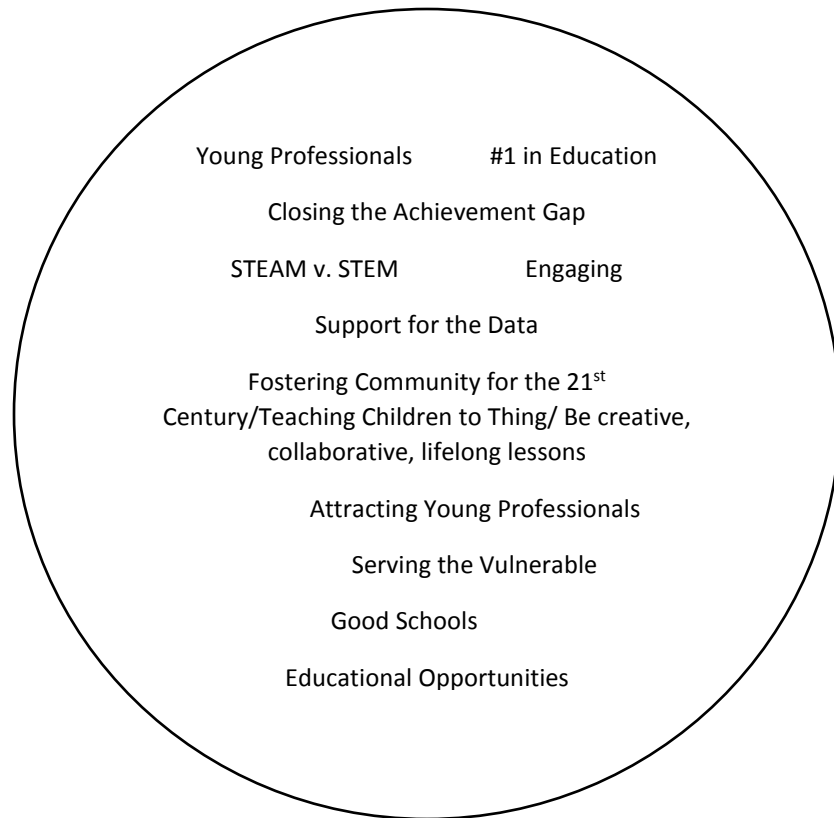 Young Professionals #1 in Education
Closing the Achievement Gap
STEAM v. STEM Engaging
Support for the Data
Fostering Community for the 21st
Century/Teaching Children to Thing/ Be creative,
collaborative, lifelong lessons
Attracting Young Professionals
Serving the Vulnerable
Good Schools
Educational Opportunities